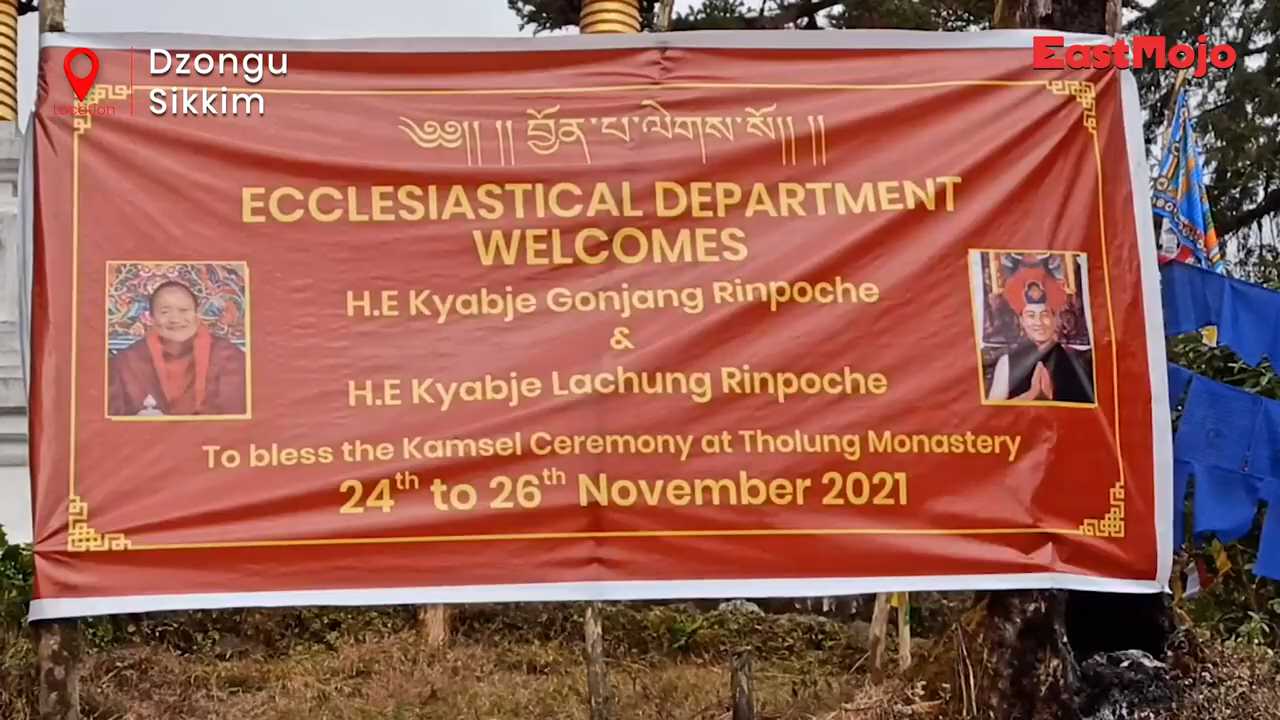 Location
Dzongu
Sikkim
EastMojo
༄༅།། །། བྱོན་པ་ལེགས་སོ།། །།
ECCLESIASTICAL DEPARTMENT
WELCOMES
H.E Kyabje Gonjang Rinpoche
&
H.E Kyabje Lachung Rinpoche
To bless the Kamsel Ceremony at Tholung Monastery
24th to 26th November 2021